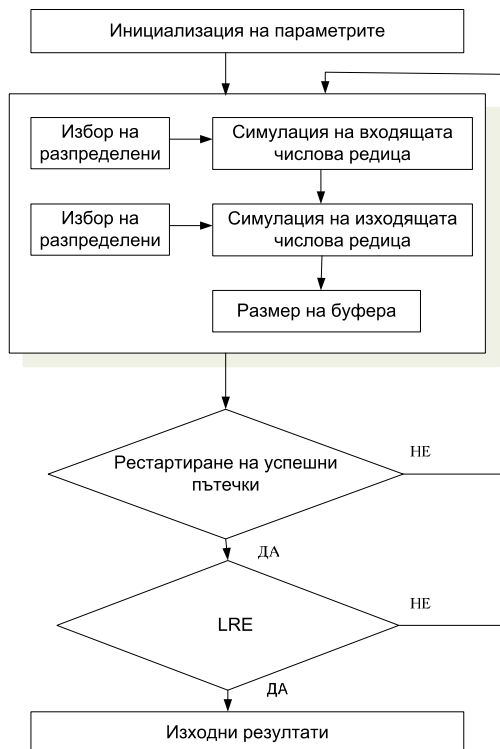 Инициализация на параметрите
Избор на
разпределени
Симулация на входящата
числова редица
Избор на
разпределени
Симулация на изходящата
числова редица
Размер на буфера
Рестартиране на успешни
пътечки
НЕ
ДА
LRE
НЕ
ДА
Изходни резултати